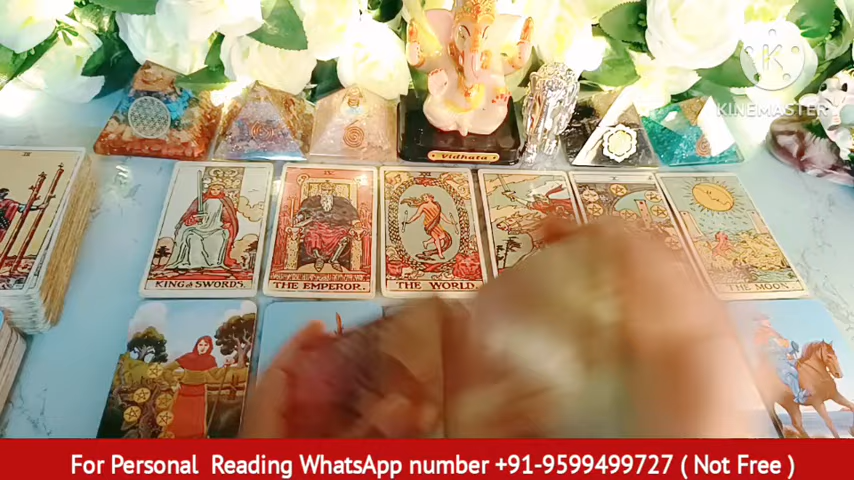 K
KINEMASTER
Vidhata
KING of SWORDS.
THE EMPEROR.
THE WORLD.
THE MOON.
For Personal Reading WhatsApp number +91-9599499727 ( Not Free )